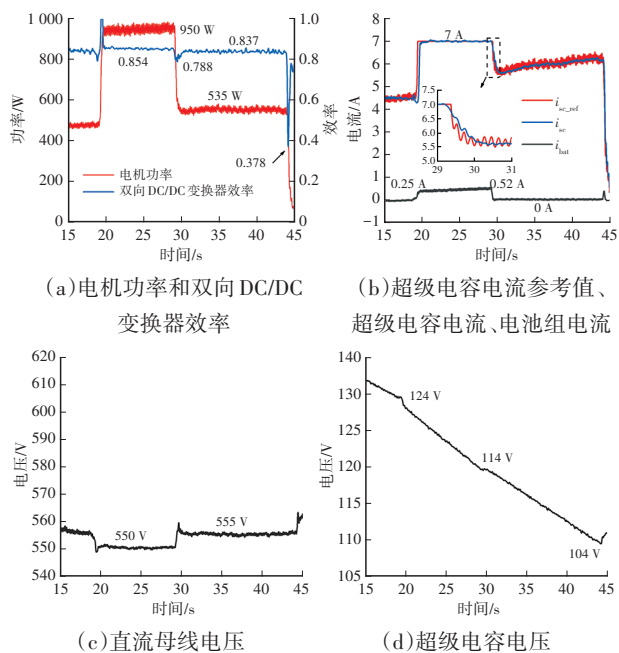 1 000
800
600
400
200
0
功率/W
1.0
0.8
0.6
0.4
0.2
0
效率
950 W
0.854
0.788
0.837
535 W
0.378
电机功率
双向 DC/DC 变换器效率
15 20 25 30 35 40 45
时间/s
(a)电机功率和双向 DC/DC
变换器效率
8
7
6
5
4
3
2
1
0
−1
电流/A
7 A
7.0
6.5
6.0
5.5
5.0
29 30 31
i_sc_ref
i_sc
i_bat
0.25 A
0.52 A
0 A
15 20 25 30 35 40 45
时间/s
(b)超级电容电流参考值、
超级电容电流、电池组电流
620
610
600
590
580
570
560
550
540
电压/V
550 V
555 V
15 20 25 30 35 40 45
时间/s
(c)直流母线电压
140
135
130
125
120
115
110
105
电压/V
124 V
114 V
104 V
15 20 25 30 35 40 45
时间/s
(d)超级电容电压